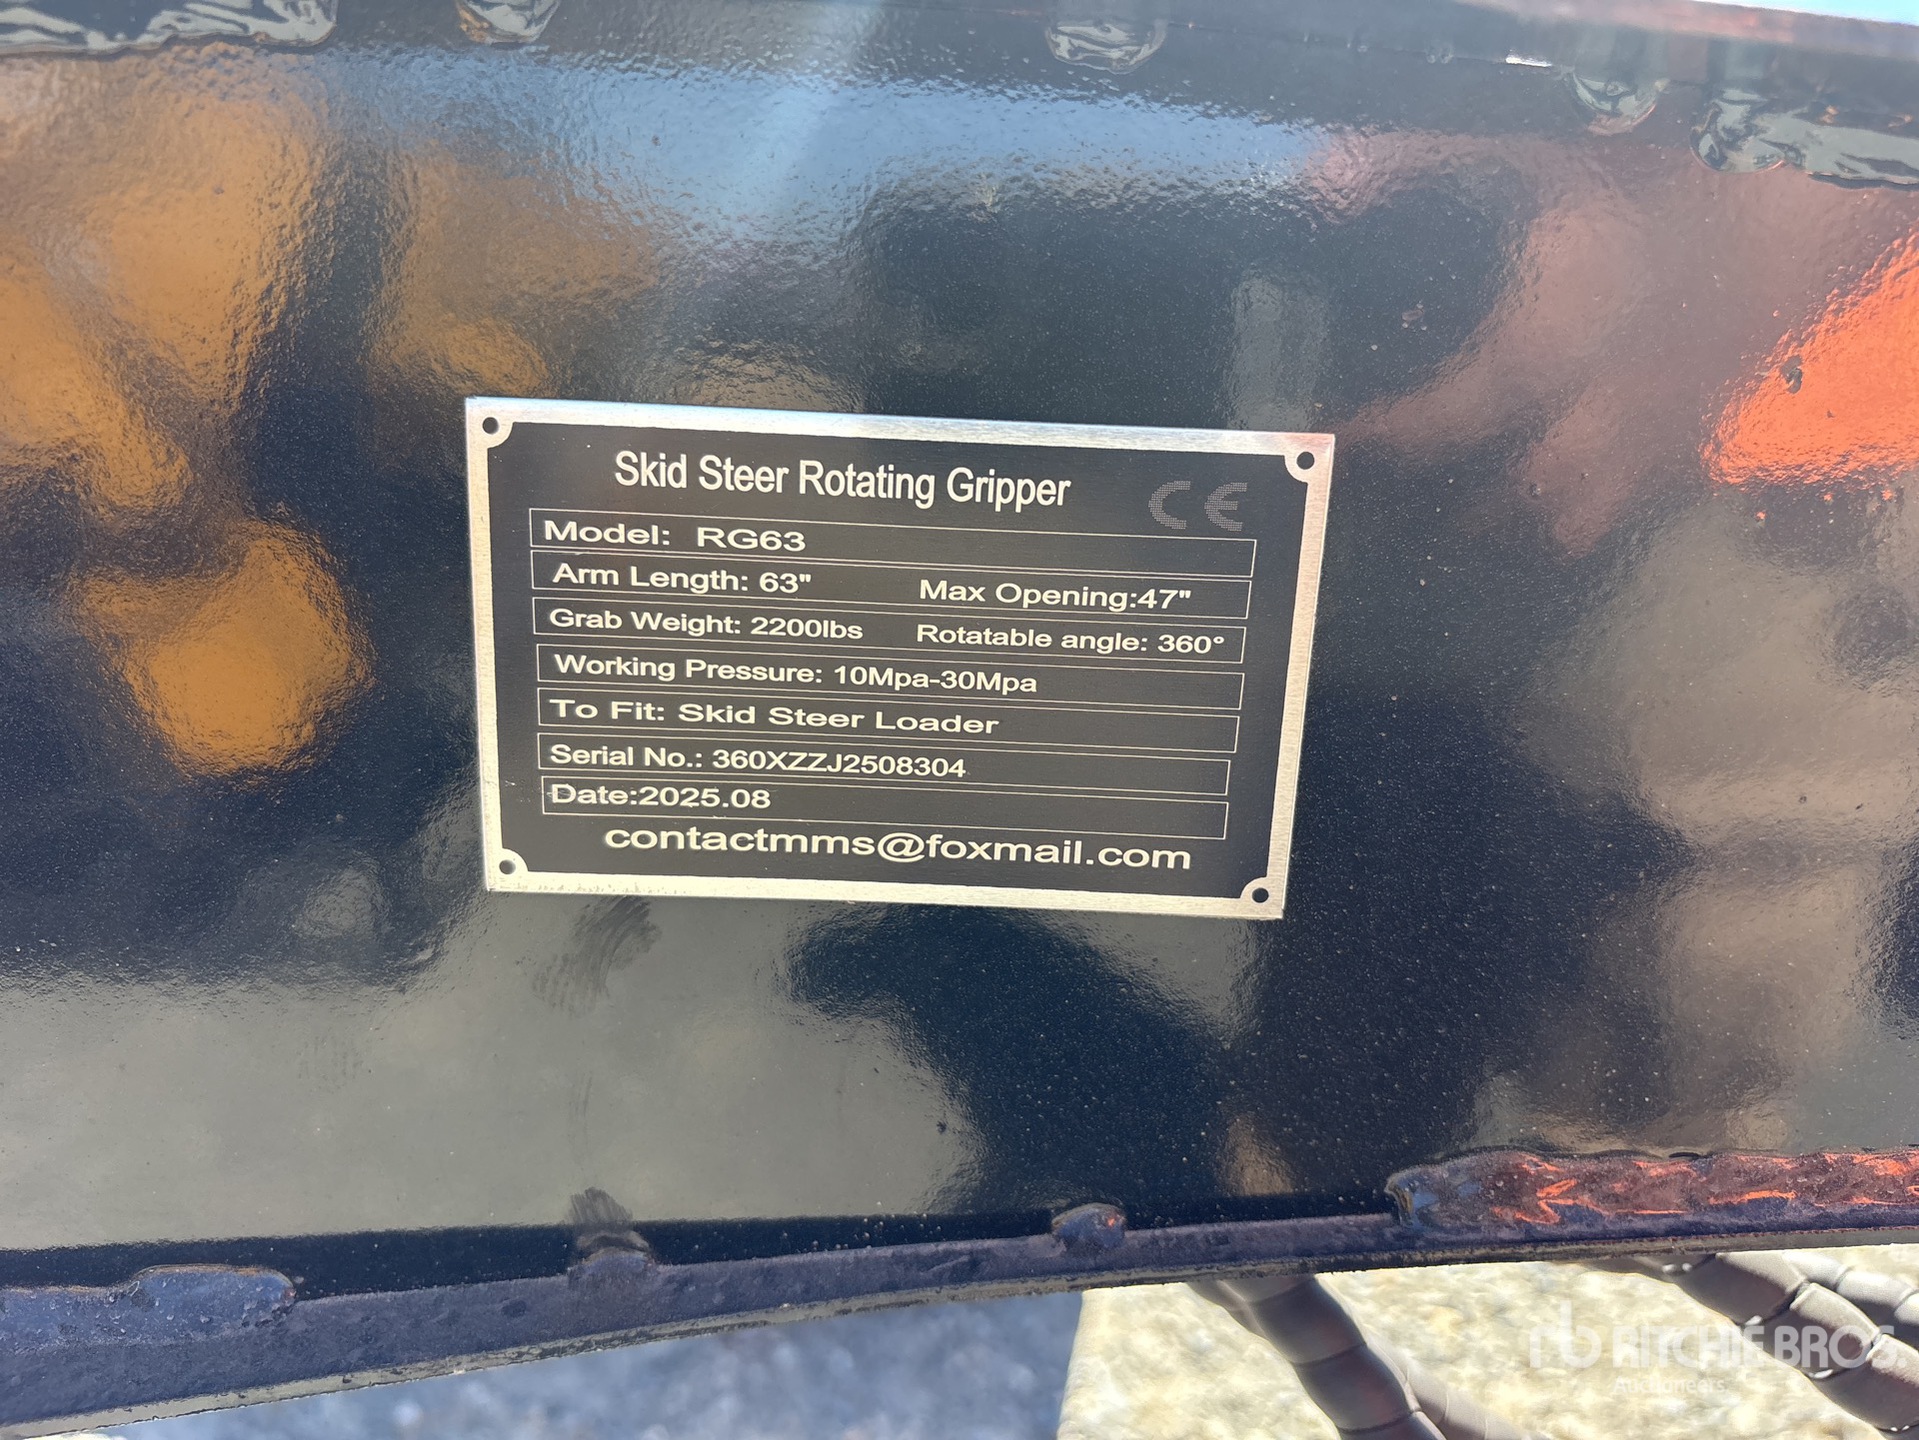 Skid Steer Rotating Gripper CE
Model: RG63
Arm Length: 63" Max Opening:47"
Grab Weight: 2200lbs Rotatable angle: 360°
Working Pressure: 10Mpa-30Mpa
To Fit: Skid Steer Loader
Serial No.: 360XZZJ2508304
Date:2025.08
contactmms@foxmail.com
rb RITCHIE BROS.
Auctioneers